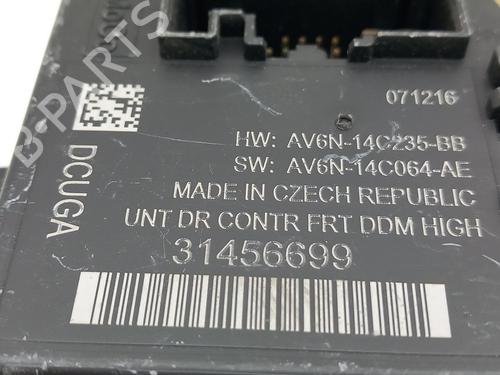 071216
HW: AV6N-14C235-BB
SW: AV6N-14C064-AE
MADE IN CZECH REPUBLIC
UNT DR CONTR FRT DDM HIGH
31456699
DCUGA
B-PARTS